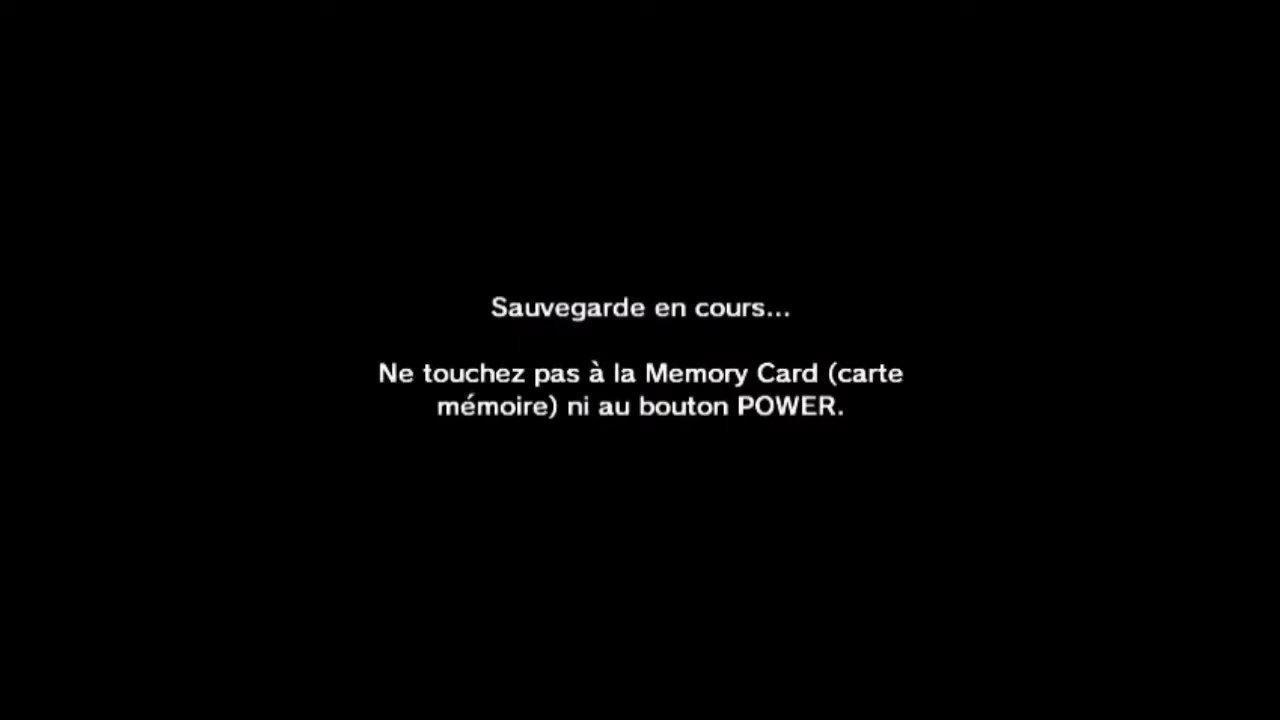 Sauvegarde en cours...
Ne touchez pas à la Memory Card (carte
mémoire) ni au bouton POWER.